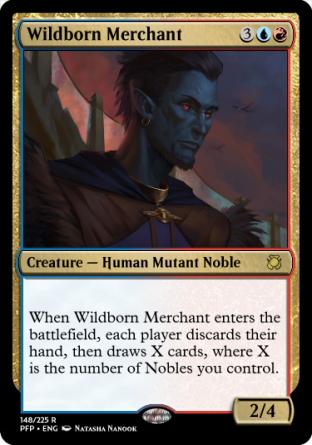 Wildborn Merchant 3
Creature — Human Mutant Noble
When Wildborn Merchant enters the
battlefield, each player discards their
hand, then draws X cards, where X
is the number of Nobles you control.
2/4
148/225 R
PFP • ENG Natasha Nanook